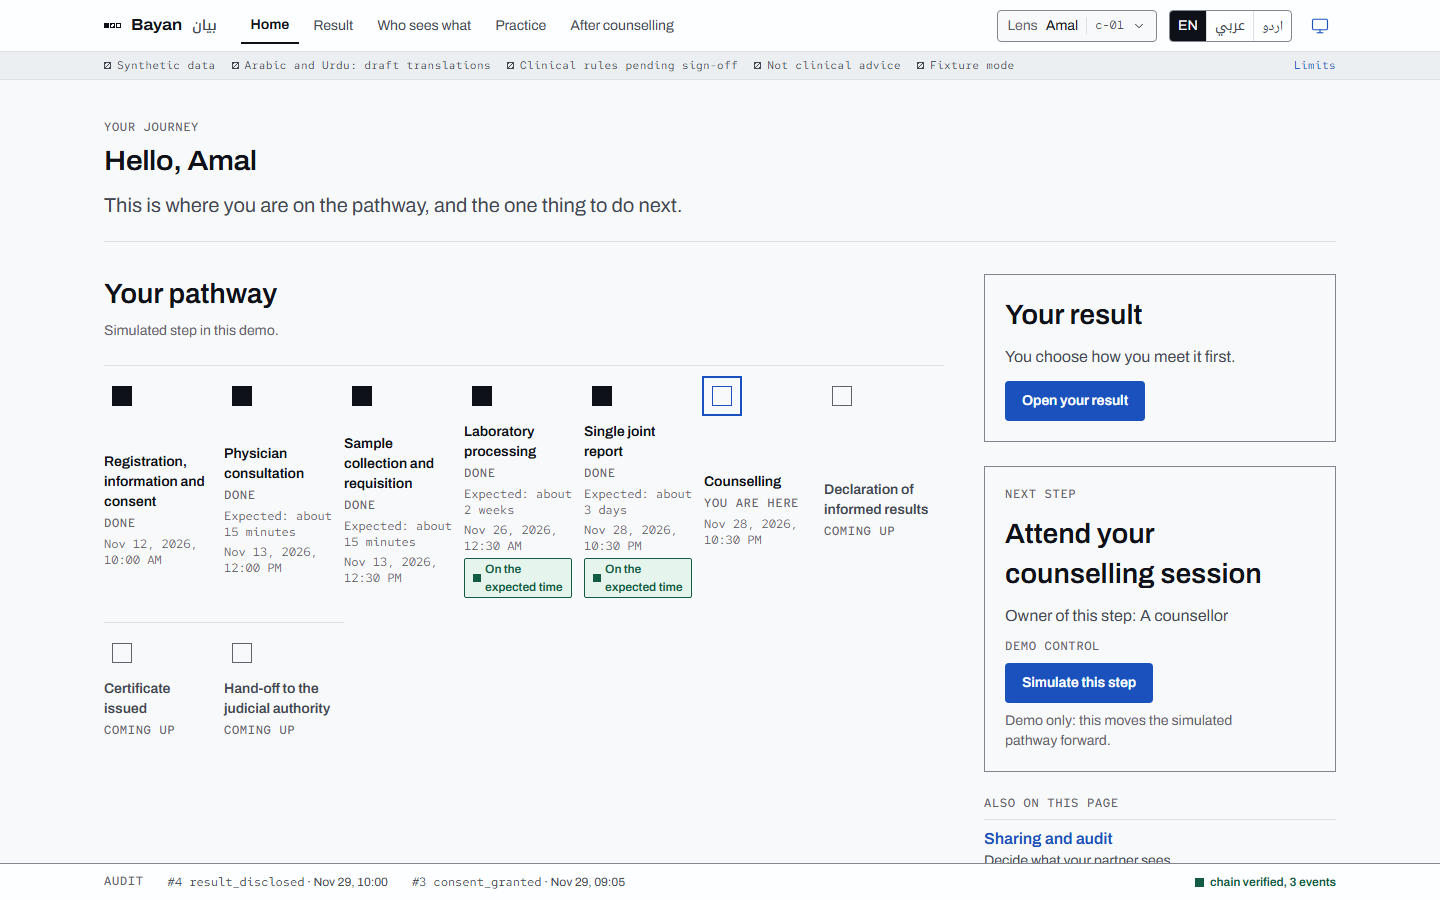 Bayan بيان Home Result Who sees what Practice After counselling Lens Amal c-01 EN عربي اردو
Synthetic data Arabic and Urdu: draft translations Clinical rules pending sign-off Not clinical advice Fixture mode Limits
YOUR JOURNEY
Hello, Amal
This is where you are on the pathway, and the one thing to do next.
Your pathway
Simulated step in this demo.
Registration,
information and
consent
DONE
Nov 12, 2026,
10:00 AM
Physician
consultation
DONE
Expected: about
15 minutes
Nov 13, 2026,
12:00 PM
Sample
collection and
requisition
DONE
Expected: about
15 minutes
Nov 13, 2026,
12:30 PM
Laboratory
processing
DONE
Expected: about
2 weeks
Nov 26, 2026,
12:30 AM
On the
expected time
Single joint
report
DONE
Expected: about
3 days
Nov 28, 2026,
10:30 PM
On the
expected time
Counselling
YOU ARE HERE
Nov 28, 2026,
10:30 PM
Declaration of
informed results
COMING UP
Certificate
issued
COMING UP
Hand-off to the
judicial authority
COMING UP
Your result
You choose how you meet it first.
Open your result
NEXT STEP
Attend your
counselling session
Owner of this step: A counsellor
DEMO CONTROL
Simulate this step
Demo only: this moves the simulated
pathway forward.
ALSO ON THIS PAGE
Sharing and audit
Decide what your partner sees
AUDIT #4 result_disclosed · Nov 29, 10:00 #3 consent_granted · Nov 29, 09:05 chain verified, 3 events